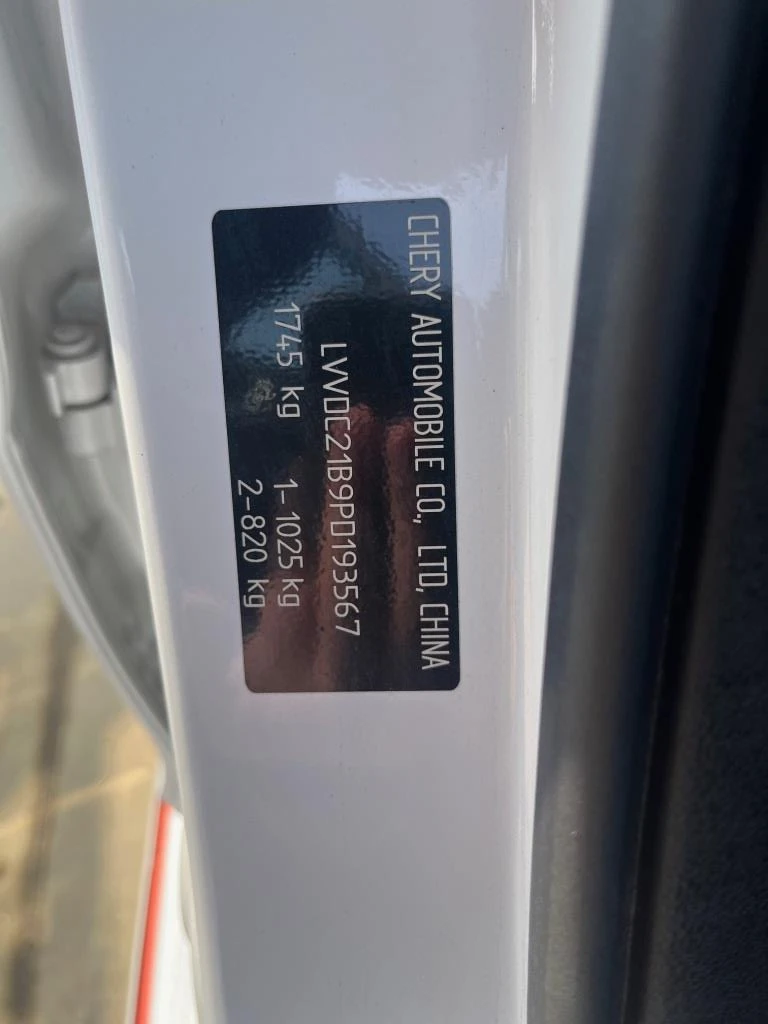 CHERY AUTOMOBILE CO., LTD, CHINA
LVVDC21B9PD193567
1745 kg 1-1025 kg
2-820 kg